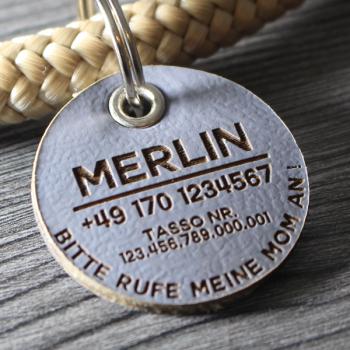 MERLIN
+49 170 1234567
TASSO NR.
123.456.789.000.001
BITTE RUFE MEINE MOM AN!